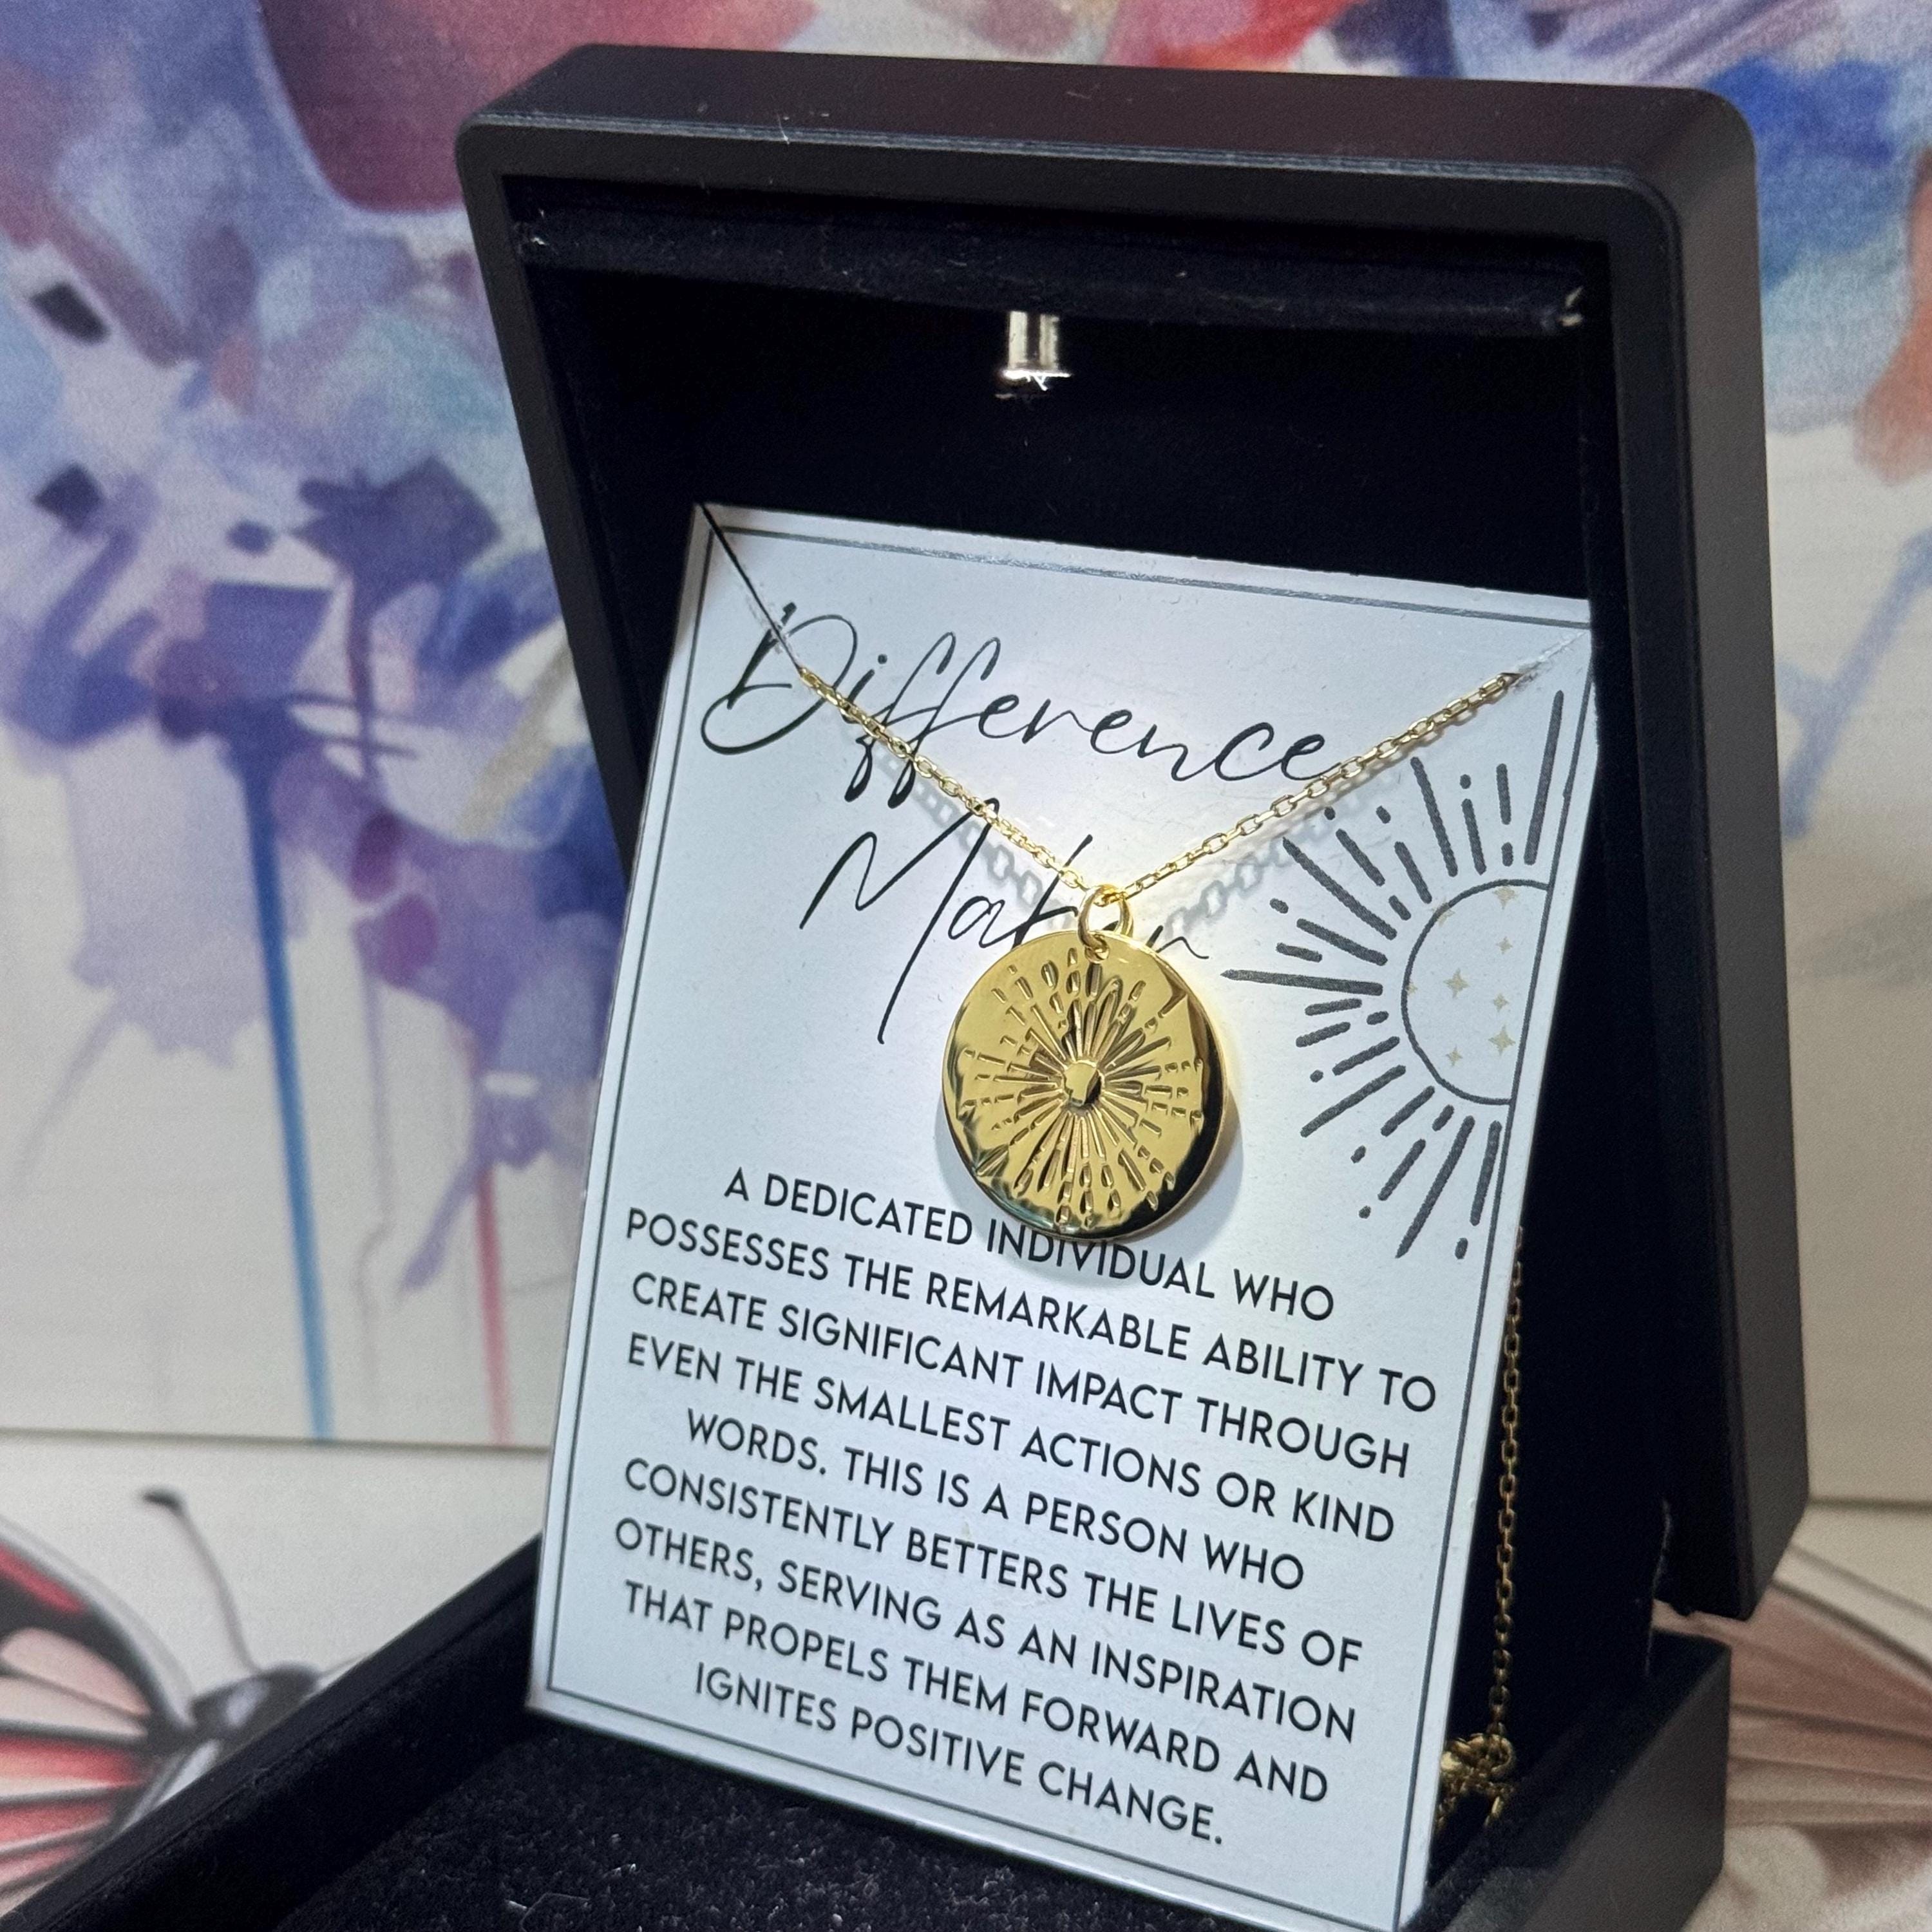 Difference
Maker
A DEDICATED INDIVIDUAL WHO
POSSESSES THE REMARKABLE ABILITY TO
CREATE SIGNIFICANT IMPACT THROUGH
EVEN THE SMALLEST ACTIONS OR KIND
WORDS. THIS IS A PERSON WHO
CONSISTENTLY BETTERS THE LIVES OF
OTHERS, SERVING AS AN INSPIRATION
THAT PROPELS THEM FORWARD AND
IGNITES POSITIVE CHANGE.